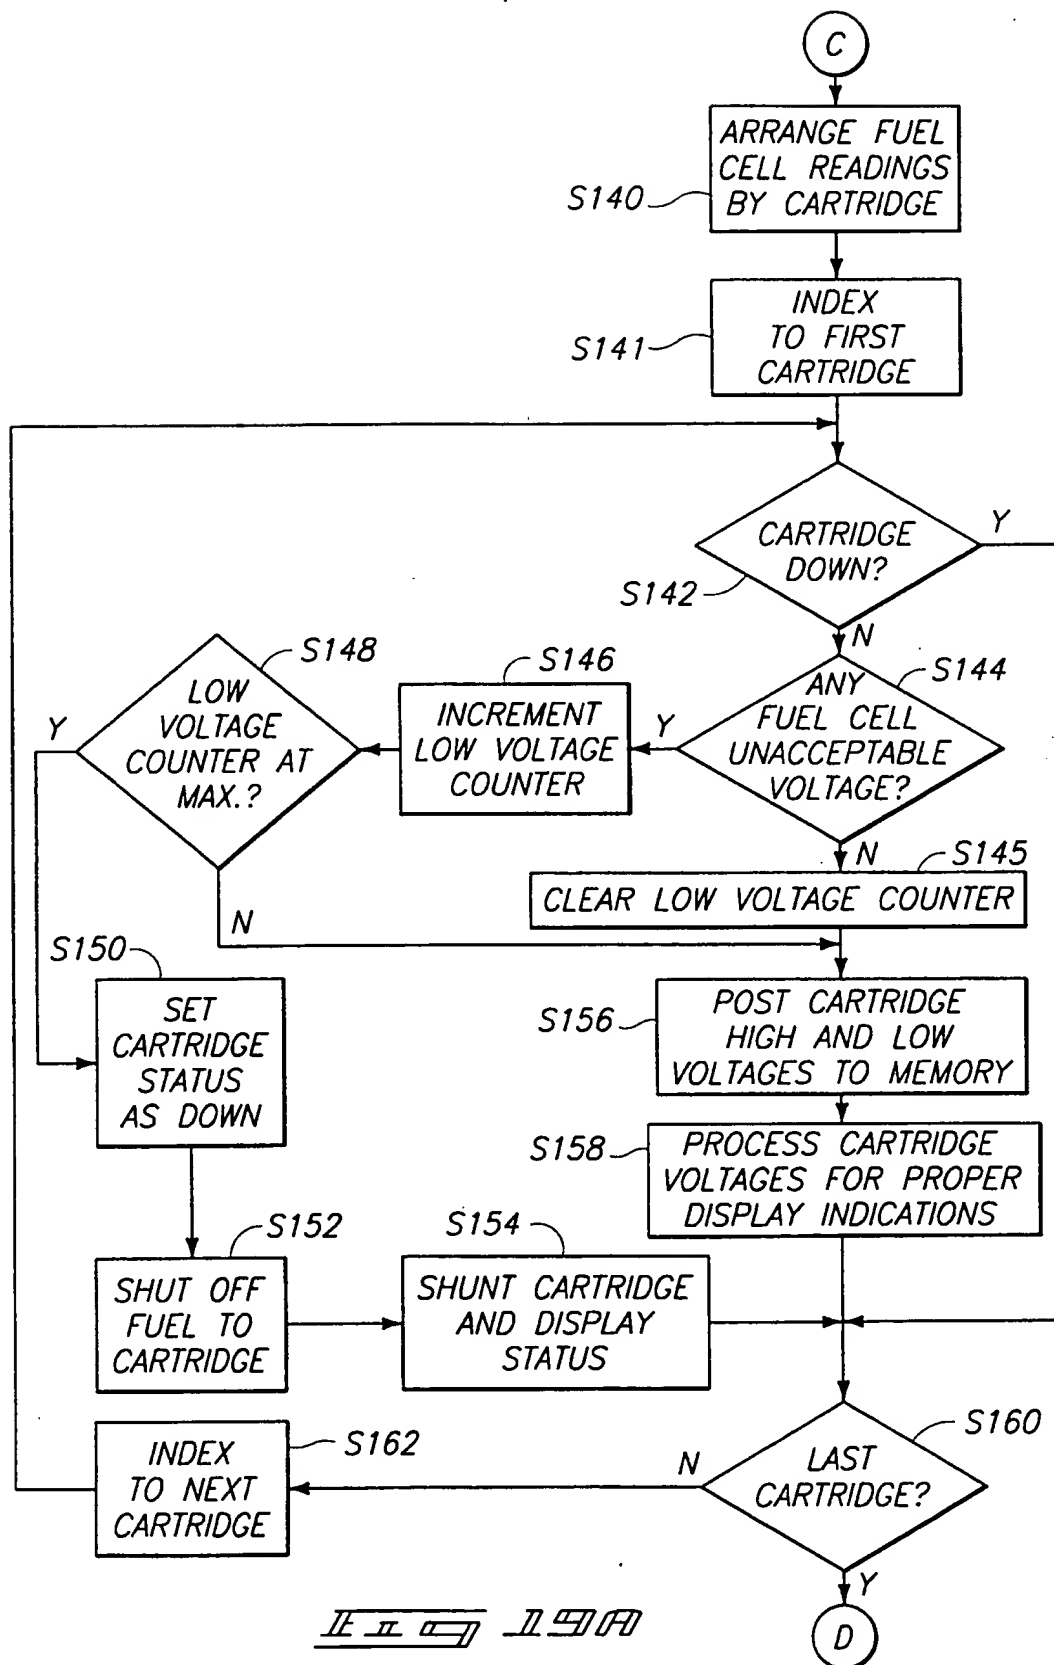 C
ARRANGE FUEL
CELL READINGS
BY CARTRIDGE
S140
INDEX
TO FIRST
CARTRIDGE
S141
CARTRIDGE
DOWN?
Y
S142
N
S148
LOW
VOLTAGE
COUNTER AT
MAX.?
Y
S146
INCREMENT
LOW VOLTAGE
COUNTER
Y
S144
ANY
FUEL CELL
UNACCEPTABLE
VOLTAGE?
N
S145
CLEAR LOW VOLTAGE COUNTER
N
S150
SET
CARTRIDGE
STATUS
AS DOWN
S156
POST CARTRIDGE
HIGH AND LOW
VOLTAGES TO MEMORY
S158
PROCESS CARTRIDGE
VOLTAGES FOR PROPER
DISPLAY INDICATIONS
S152
SHUT OFF
FUEL TO
CARTRIDGE
S154
SHUNT CARTRIDGE
AND DISPLAY
STATUS
S160
LAST
CARTRIDGE?
N
S162
INDEX
TO NEXT
CARTRIDGE
Y
D
FIG 19A